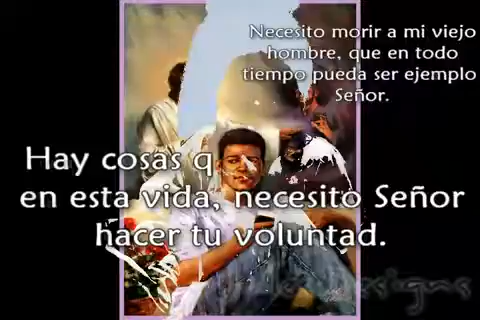 Necesito morir a mi viejo
hombre, que en todo
tiempo pueda ser ejemplo
Señor.
Hay cosas q
en esta vida, necesito Señor
hacer tu voluntad.